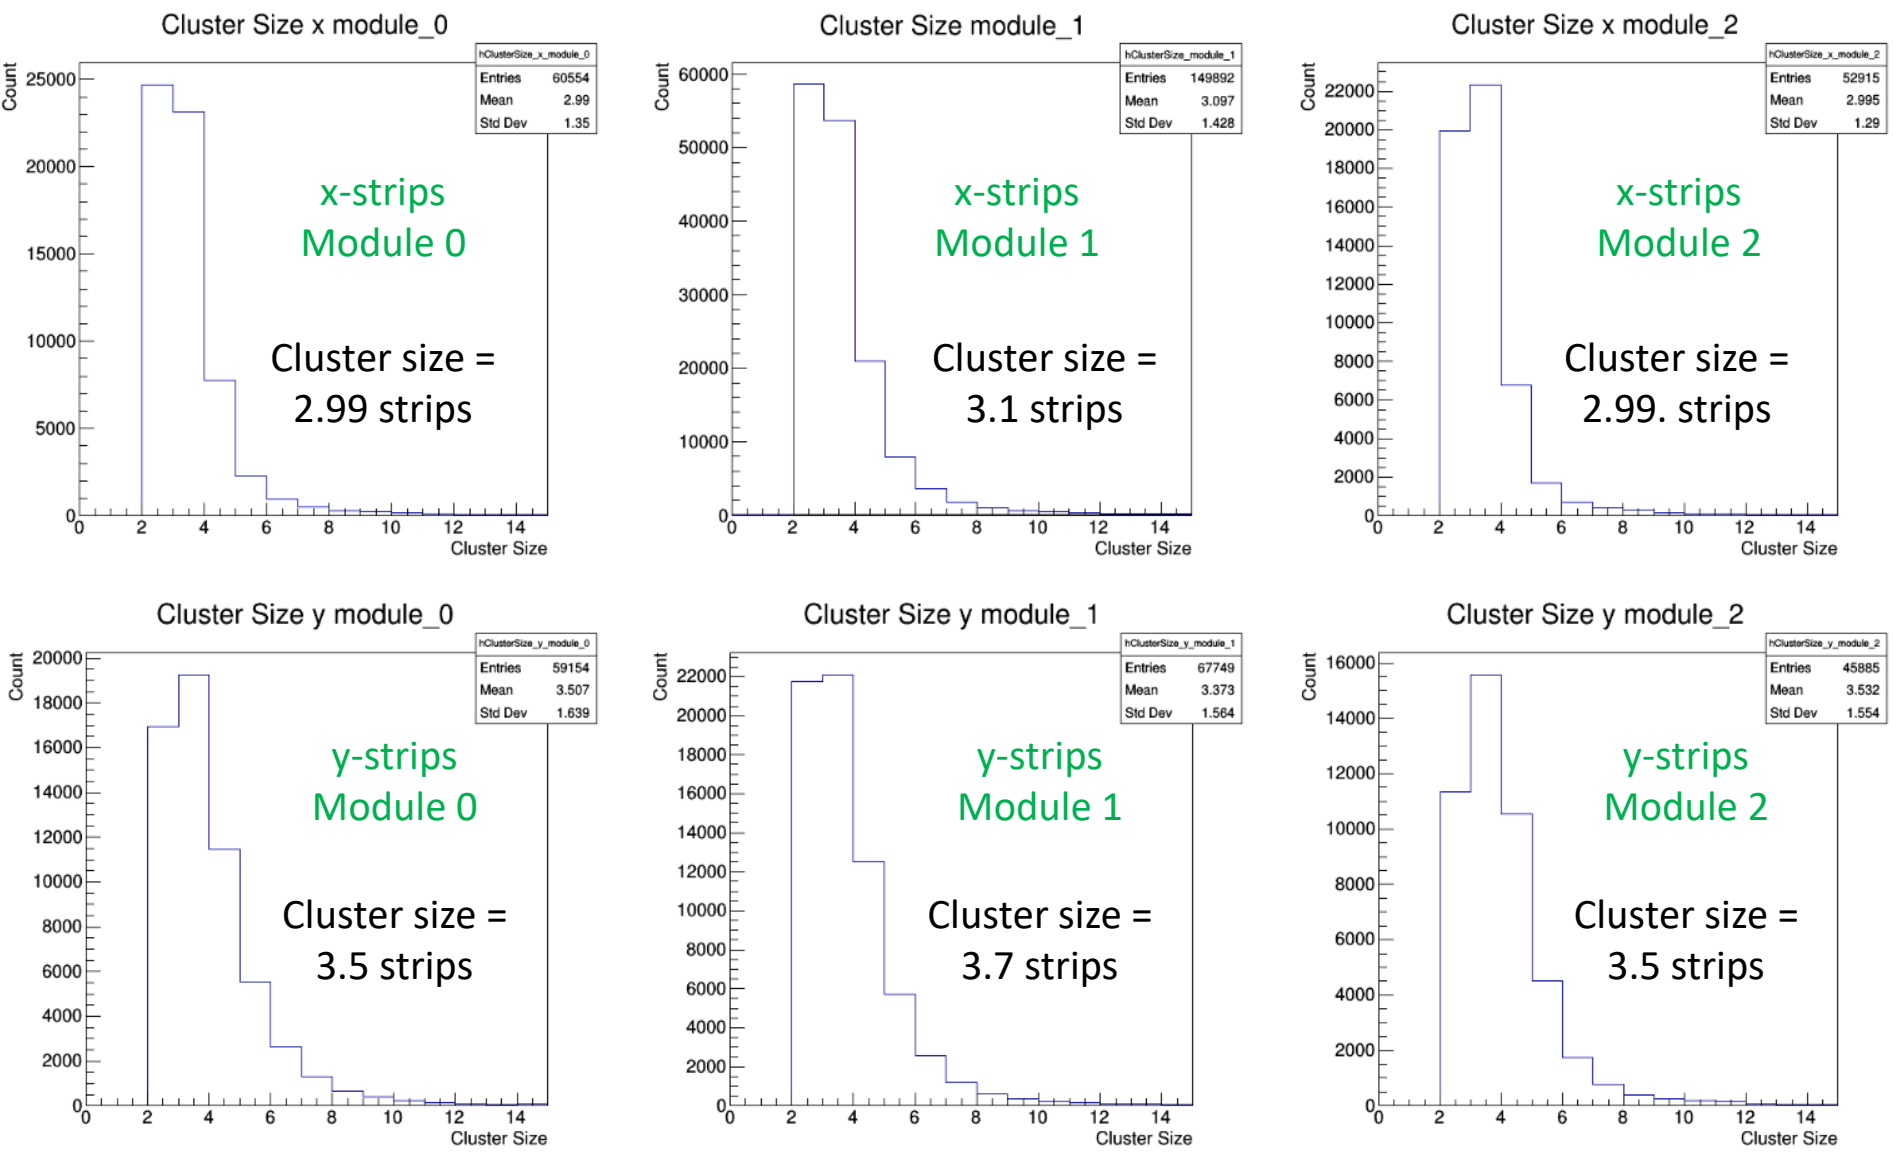 Cluster Size x module_0
hClusterSize_x_module_0
Entries 60554
Mean 2.99
Std Dev 1.35
Count
25000
20000
15000
10000
5000
0
x-strips
Module 0
Cluster size =
2.99 strips
0 2 4 6 8 10 12 14
Cluster Size
Cluster Size module_1
hClusterSize_module_1
Entries 149892
Mean 3.097
Std Dev 1.428
Count
60000
50000
40000
30000
20000
10000
0
x-strips
Module 1
Cluster size =
3.1 strips
0 2 4 6 8 10 12 14
Cluster Size
Cluster Size x module_2
hClusterSize_x_module_2
Entries 52915
Mean 2.995
Std Dev 1.29
Count
22000
20000
18000
16000
14000
12000
10000
8000
6000
4000
2000
0
x-strips
Module 2
Cluster size =
2.99. strips
0 2 4 6 8 10 12 14
Cluster Size
Cluster Size y module_0
hClusterSize_y_module_0
Entries 59154
Mean 3.507
Std Dev 1.639
Count
20000
18000
16000
14000
12000
10000
8000
6000
4000
2000
0
y-strips
Module 0
Cluster size =
3.5 strips
0 2 4 6 8 10 12 14
Cluster Size
Cluster Size y module_1
hClusterSize_y_module_1
Entries 67749
Mean 3.373
Std Dev 1.564
Count
22000
20000
18000
16000
14000
12000
10000
8000
6000
4000
2000
0
y-strips
Module 1
Cluster size =
3.7 strips
0 2 4 6 8 10 12 14
Cluster Size
Cluster Size y module_2
hClusterSize_y_module_2
Entries 45885
Mean 3.532
Std Dev 1.554
Count
16000
14000
12000
10000
8000
6000
4000
2000
0
y-strips
Module 2
Cluster size =
3.5 strips
0 2 4 6 8 10 12 14
Cluster Size